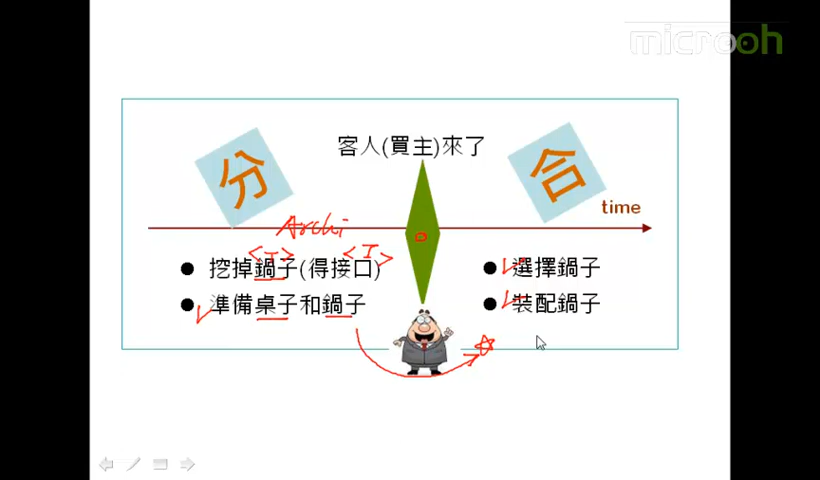 microoh
分
客人(買主)來了
合
time
Archi
<I> <I>
● 挖掉鍋子(得接口)
● 準備桌子和鍋子
● 選擇鍋子
● 裝配鍋子